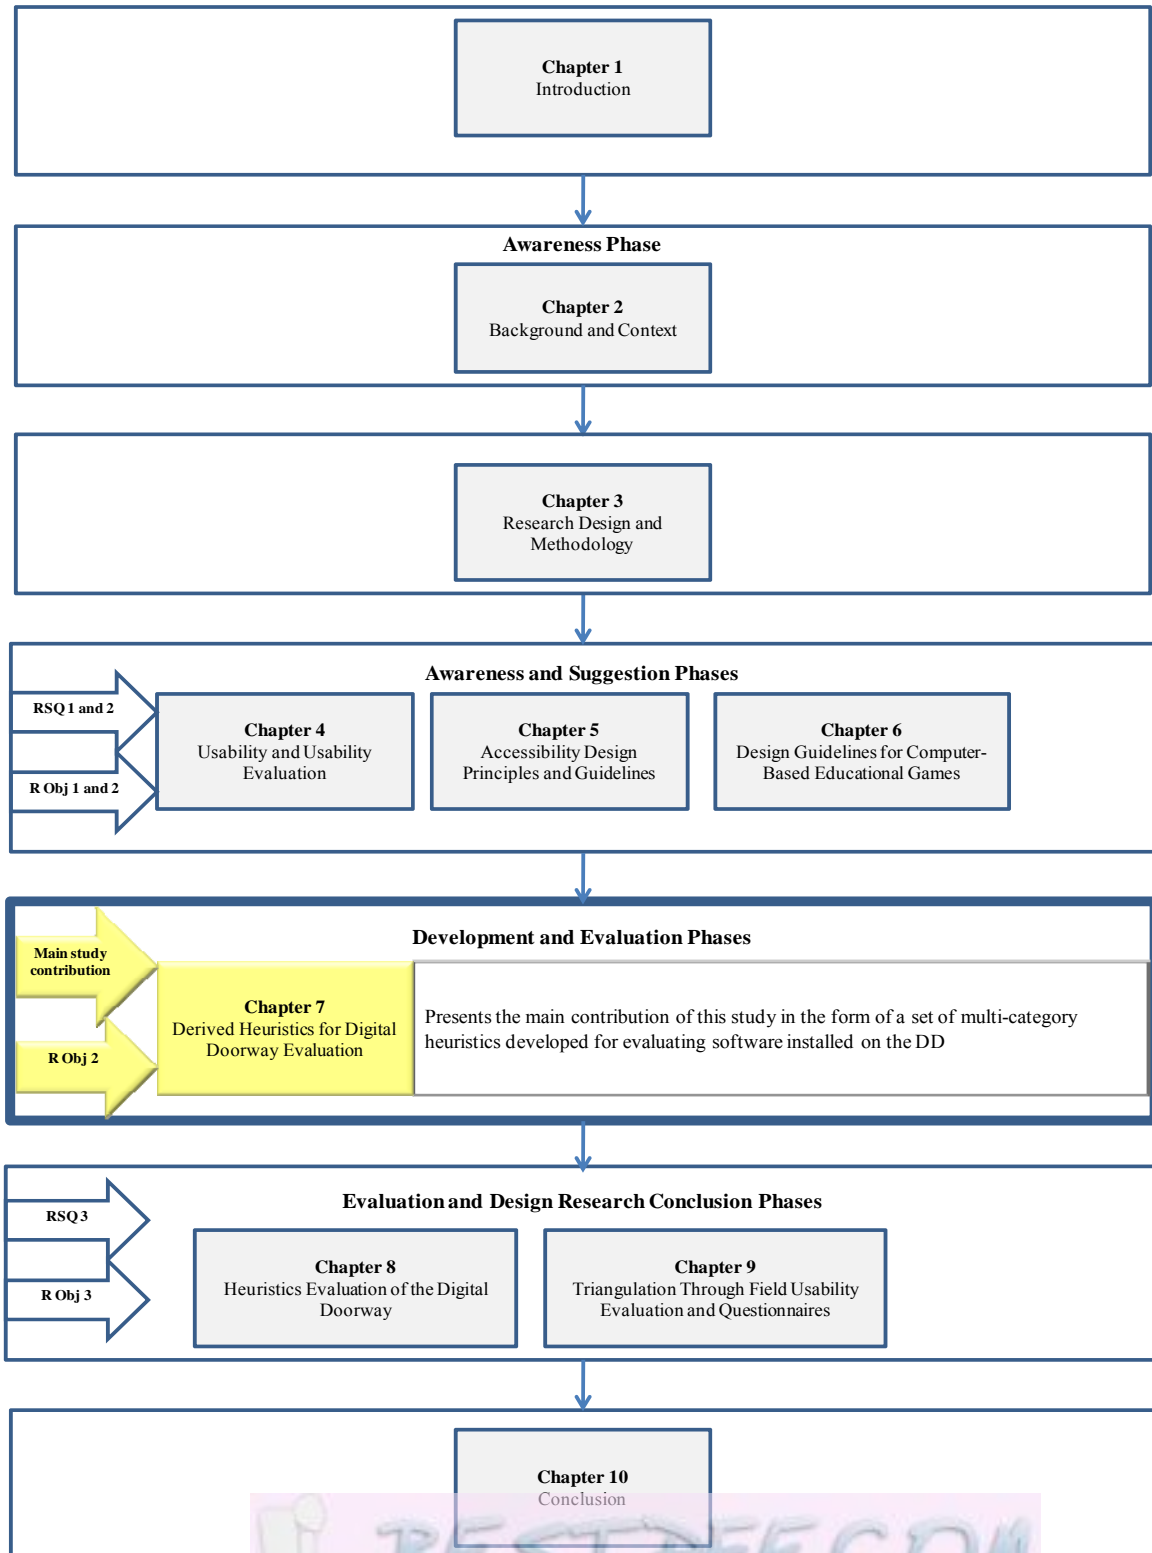 Chapter 1
Introduction
Awareness Phase
Chapter 2
Background and Context
Chapter 3
Research Design and
Methodology
Awareness and Suggestion Phases
RSQ 1 and 2
R Obj 1 and 2
Chapter 4
Usability and Usability
Evaluation
Chapter 5
Accessibility Design
Principles and Guidelines
Chapter 6
Design Guidelines for Computer-
Based Educational Games
Development and Evaluation Phases
Main study
contribution
R Obj 2
Chapter 7
Derived Heuristics for Digital
Doorway Evaluation
Presents the main contribution of this study in the form of a set of multi-category
heuristics developed for evaluating software installed on the DD
Evaluation and Design Research Conclusion Phases
RSQ 3
R Obj 3
Chapter 8
Heuristics Evaluation of the Digital
Doorway
Chapter 9
Triangulation Through Field Usability
Evaluation and Questionnaires
Chapter 10
Conclusion